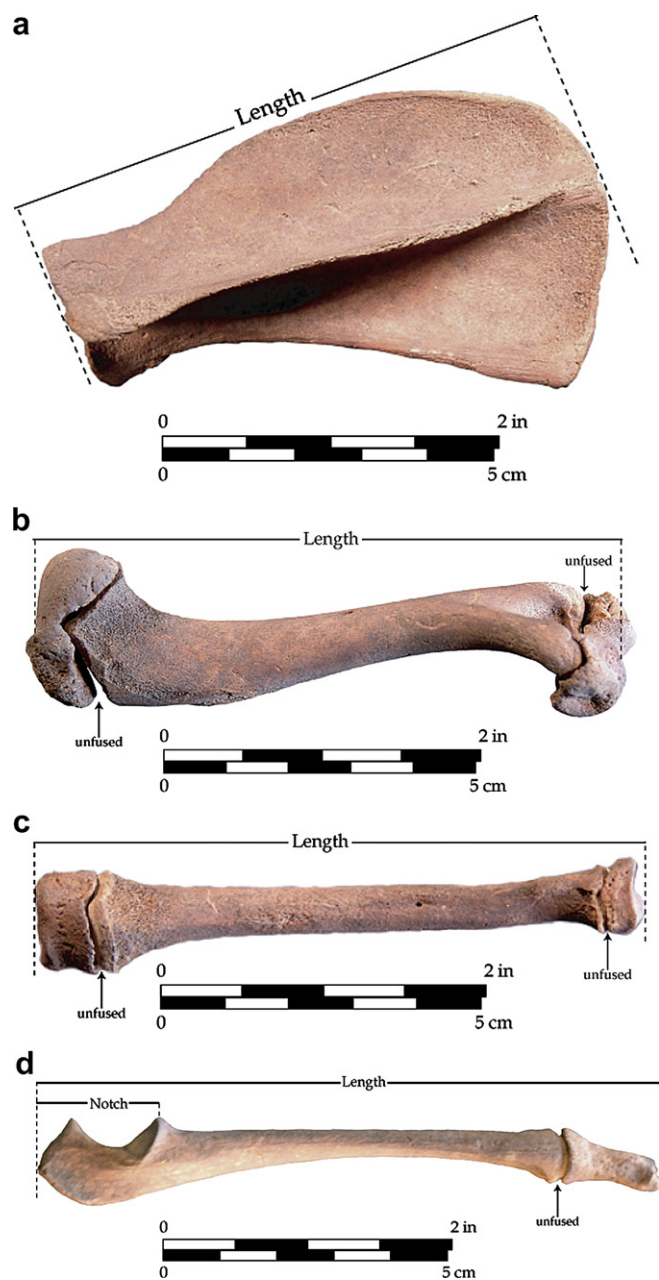 a
Length
0 2 in
0 5 cm
b
Length
unfused
unfused
0 2 in
0 5 cm
c
Length
0 2 in
unfused
unfused
0 5 cm
d
Length
Notch
unfused
0 2 in
0 5 cm